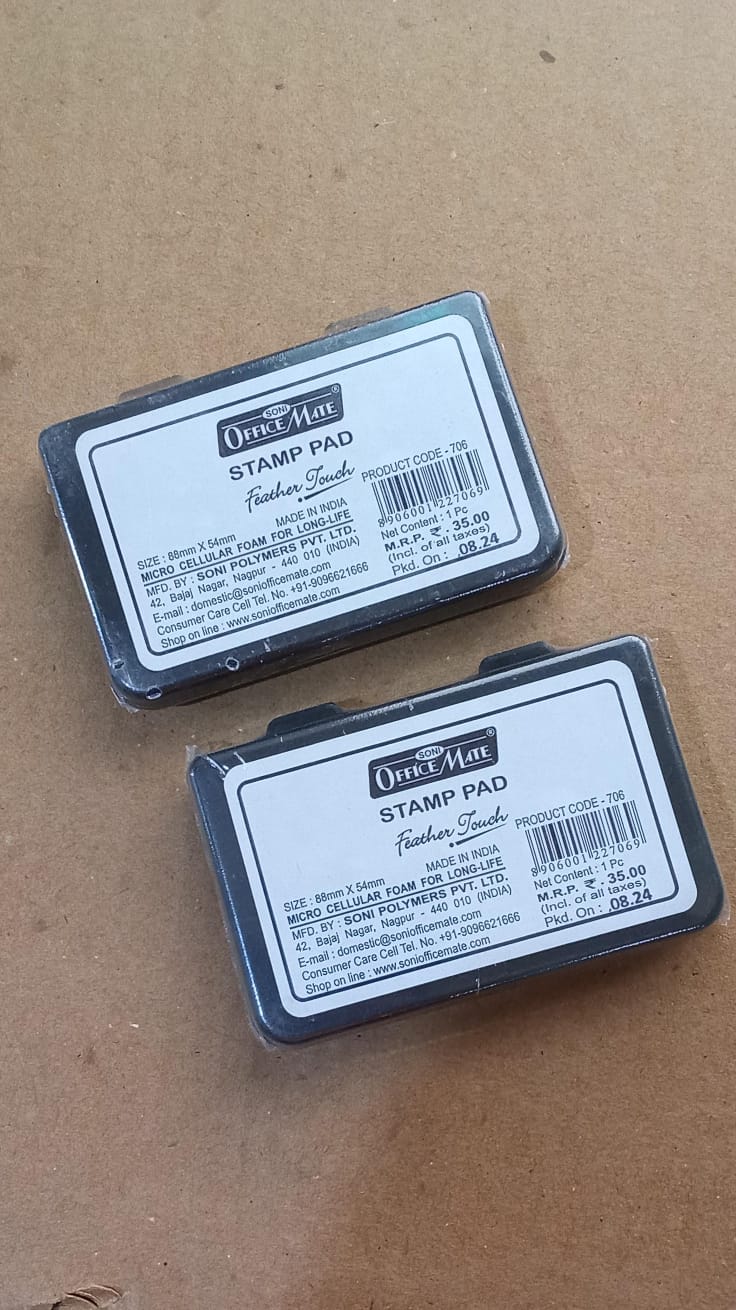 SONI
OFFICE MATE®
STAMP PAD
Feather Touch
PRODUCT CODE - 706
8 906001 227069
MADE IN INDIA
SIZE : 88mm X 54mm
MICRO CELLULAR FOAM FOR LONG-LIFE
MFD. BY : SONI POLYMERS PVT. LTD.
42, Bajaj Nagar, Nagpur - 440 010 (INDIA)
E-mail : domestic@soniofficemate.com
Consumer Care Cell Tel. No. +91-9096621666
Shop on line : www.soniofficemate.com
Net Content : 1 Pc
M.R.P. ₹. 35.00
(Incl. of all taxes)
Pkd. On : 08.24
SONI
OFFICE MATE®
STAMP PAD
Feather Touch
PRODUCT CODE - 706
8 906001 227069
MADE IN INDIA
SIZE : 88mm X 54mm
MICRO CELLULAR FOAM FOR LONG-LIFE
MFD. BY : SONI POLYMERS PVT. LTD.
42, Bajaj Nagar, Nagpur - 440 010 (INDIA)
E-mail : domestic@soniofficemate.com
Consumer Care Cell Tel. No. +91-9096621666
Shop on line : www.soniofficemate.com
Net Content : 1 Pc
M.R.P. ₹. 35.00
(Incl. of all taxes)
Pkd. On : 08.24